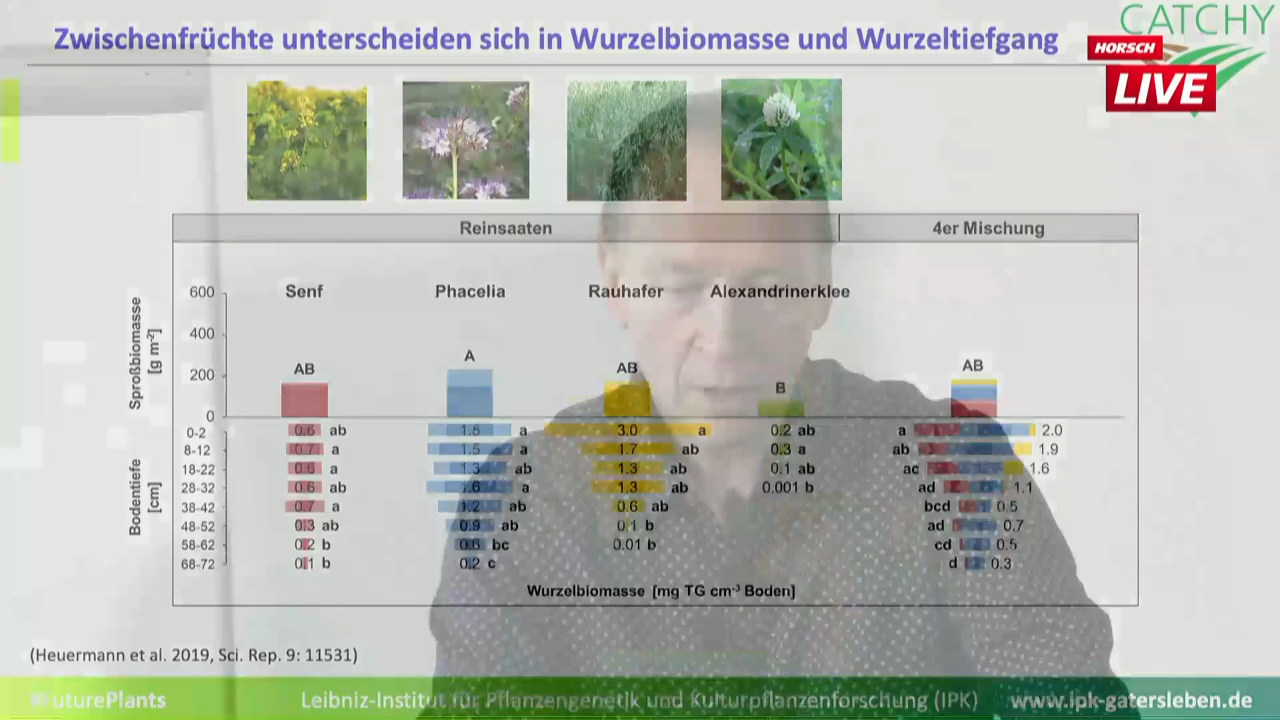 Zwischenfrüchte unterscheiden sich in Wurzelbiomasse und Wurzeltiefgang
CATCHY
HORSCH
LIVE
Reinsaaten
4er Mischung
Senf
Phacelia
Rauhafer
Alexandrinerklee
Sproßbiomasse
[g m⁻²]
600
400
200
0
AB
A
AB
B
AB
Bodentiefe
[cm]
0-2 0.6 ab 1.5 a 3.0 a 0.2 ab a 2.0
8-12 0.7 a 1.5 a 1.7 ab 0.3 a ab 1.9
18-22 0.6 a 1.3 ab 1.3 ab 0.1 ab ac 1.6
28-32 0.6 ab 1.6 a 1.3 ab 0.001 b ad 1.1
38-42 0.7 a 1.2 ab 0.6 ab bcd 0.5
48-52 0.3 ab 0.9 ab 0.1 b ad 0.7
58-62 0.2 b 0.6 bc 0.01 b cd 0.5
68-72 0.1 b 0.2 c d 0.3
Wurzelbiomasse [mg TG cm⁻³ Boden]
(Heuermann et al. 2019, Sci. Rep. 9: 11531)
#FuturePlants
Leibniz-Institut für Pflanzengenetik und Kulturpflanzenforschung (IPK)
www.ipk-gatersleben.de